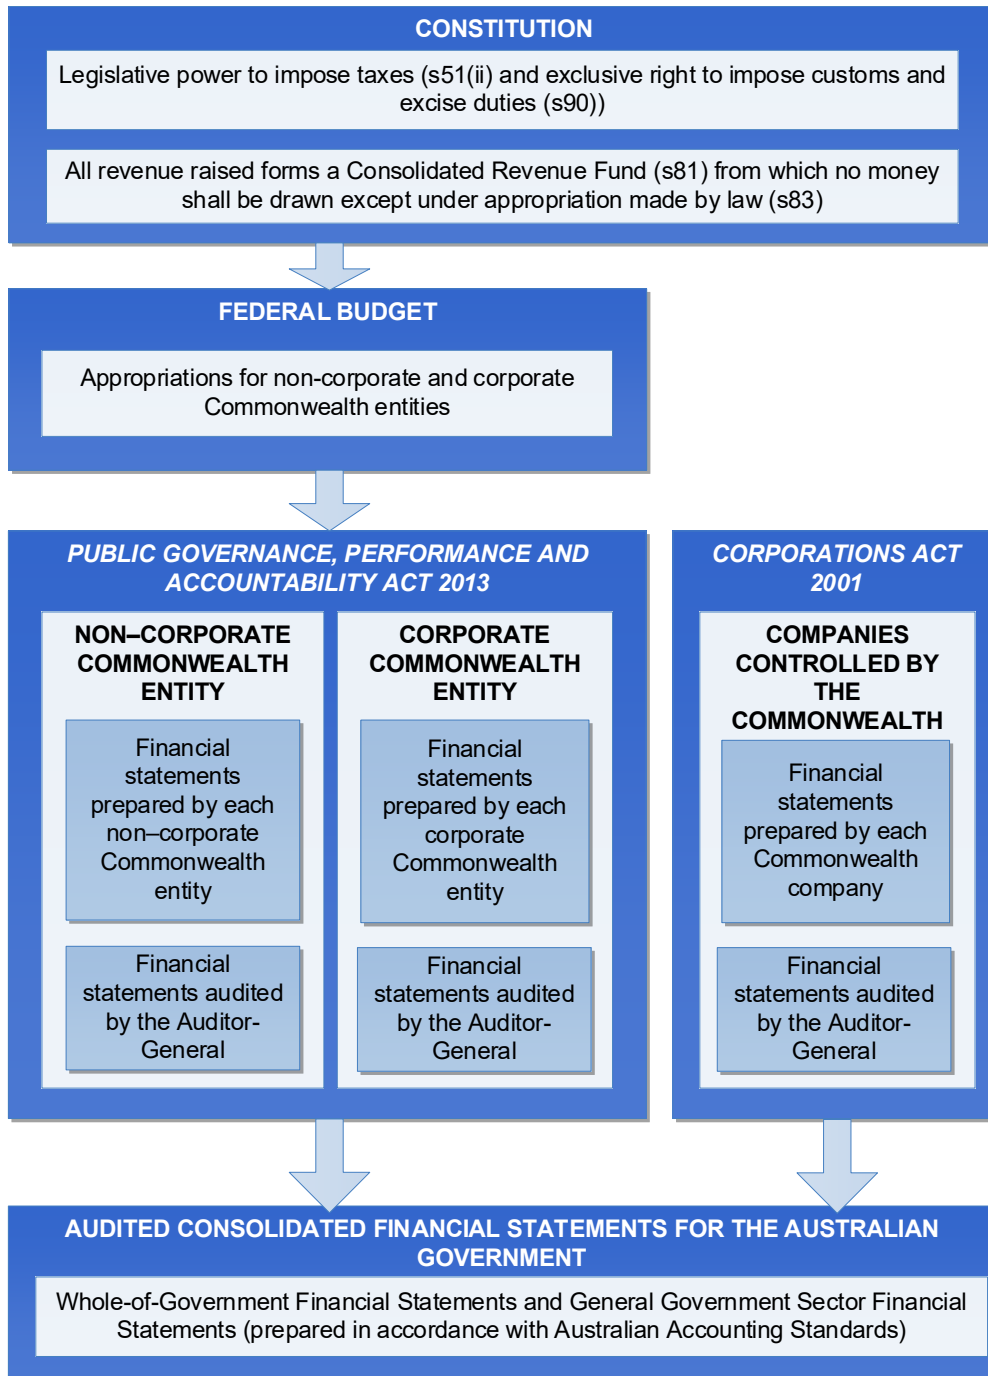 CONSTITUTION
Legislative power to impose taxes (s51(ii) and exclusive right to impose customs and
excise duties (s90))
All revenue raised forms a Consolidated Revenue Fund (s81) from which no money
shall be drawn except under appropriation made by law (s83)
FEDERAL BUDGET
Appropriations for non-corporate and corporate
Commonwealth entities
PUBLIC GOVERNANCE, PERFORMANCE AND
ACCOUNTABILITY ACT 2013
NON–CORPORATE
COMMONWEALTH
ENTITY
Financial
statements
prepared by each
non–corporate
Commonwealth
entity
Financial
statements audited
by the Auditor-
General
CORPORATE
COMMONWEALTH
ENTITY
Financial
statements
prepared by each
corporate
Commonwealth
entity
Financial
statements audited
by the Auditor-
General
CORPORATIONS ACT
2001
COMPANIES
CONTROLLED BY
THE
COMMONWEALTH
Financial
statements
prepared by each
Commonwealth
company
Financial
statements audited
by the Auditor-
General
AUDITED CONSOLIDATED FINANCIAL STATEMENTS FOR THE AUSTRALIAN
GOVERNMENT
Whole-of-Government Financial Statements and General Government Sector Financial
Statements (prepared in accordance with Australian Accounting Standards)